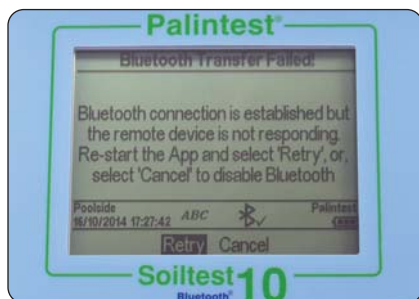 Palintest®
Bluetooth Transfer Failed!
Bluetooth connection is established but
the remote device is not responding.
Re-start the App and select 'Retry', or,
select 'Cancel' to disable Bluetooth
Poolside ABC Palintest
16/10/2014 17:27:42
Retry Cancel
Soiltest 10
Bluetooth®